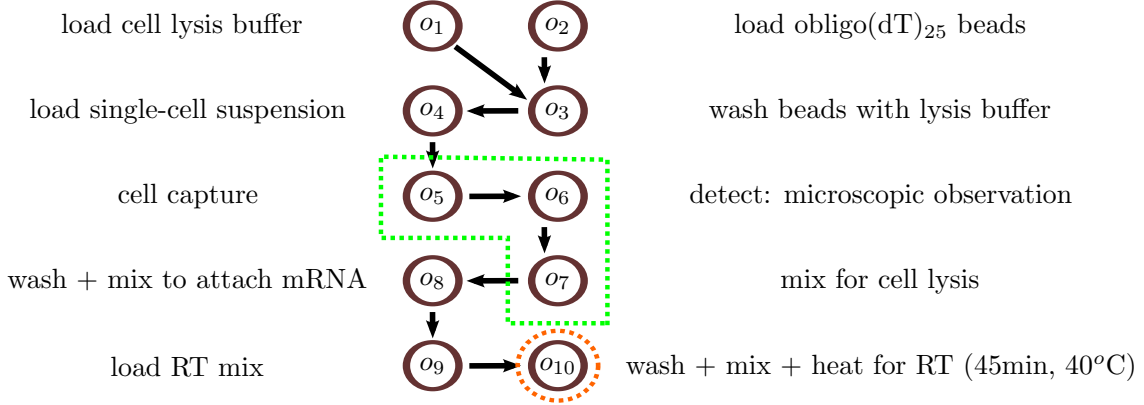 load cell lysis buffer o₁ o₂ load obligo(dT)₂₅ beads
load single-cell suspension o₄ o₃ wash beads with lysis buffer
cell capture o₅ o₆ detect: microscopic observation
wash + mix to attach mRNA o₈ o₇ mix for cell lysis
load RT mix o₉ o₁₀ wash + mix + heat for RT (45min, 40ᵒC)